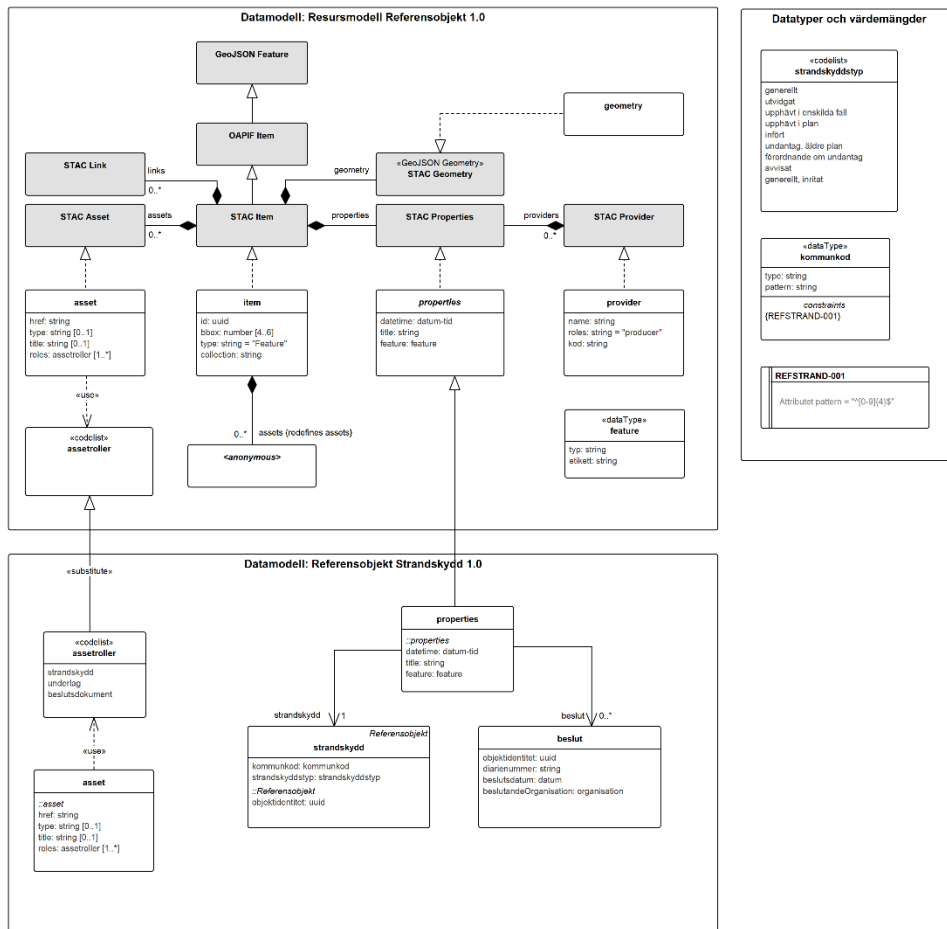 Datamodell: Resursmodell Referensobjekt 1.0
GeoJSON Feature
OAPIF Item
geometry
STAC Link
links
0..*
geometry
«GeoJSON Geometry»
STAC Geometry
STAC Asset
assets
0..*
STAC Item
properties
STAC Properties
providers
0..*
STAC Provider
asset
href: string
type: string [0..1]
title: string [0..1]
roles: assetroller [1..*]
item
id: uuid
bbox: number [4..6]
type: string = "Feature"
collection: string
properties
datetime: datum-tid
title: string
feature: feature
provider
name: string
roles: string = "producer"
kod: string
«use»
«codelist»
assetroller
0..*
assets {redefines assets}
<anonymous>
«dataType»
feature
typ: string
etikett: string
Datatyper och värdemängder
«codelist»
strandskyddstyp
generellt
utvidgat
upphävt i enskilda fall
upphävt i plan
infört
undantag, äldre plan
förordnande om undantag
avvisat
generellt, inritat
«dataType»
kommunkod
type: string
pattern: string
constraints
{REFSTRAND-001}
REFSTRAND-001
Attributet pattern = "^[0-9]{4}$"
Datamodell: Referensobjekt Strandskydd 1.0
«substitute»
«codelist»
assetroller
strandskydd
underlag
beslutsdokument
«use»
asset
::asset
href: string
type: string [0..1]
title: string [0..1]
roles: assetroller [1..*]
properties
::properties
datetime: datum-tid
title: string
feature: feature
strandskydd
1
beslut
0..*
Referensobjekt
strandskydd
kommunkod: kommunkod
strandskyddstyp: strandskyddstyp
::Referensobjekt
objektidentitet: uuid
beslut
objektidentitet: uuid
diarienummer: string
beslutsdatum: datum
beslutandeOrganisation: organisation